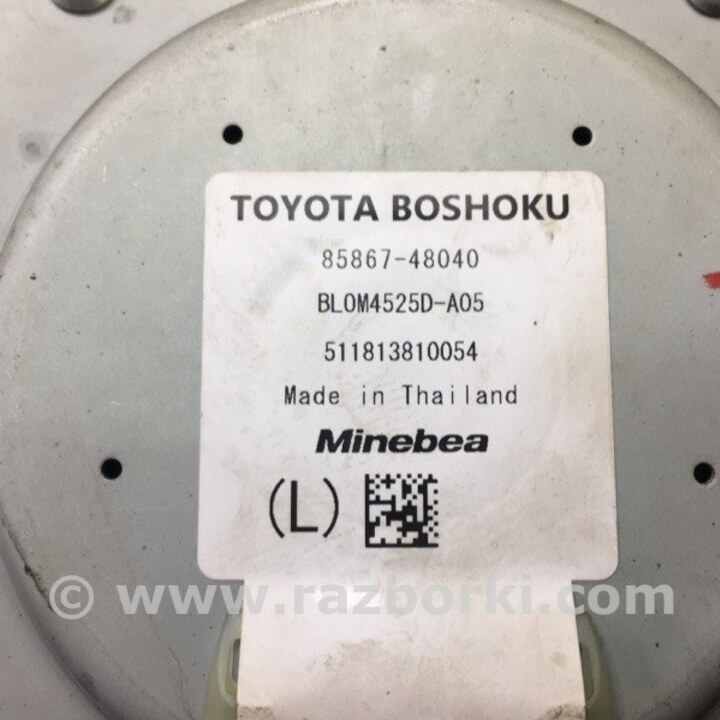 TOYOTA BOSHOKU
85867-48040
BLOM4525D-A05
511813810054
Made in Thailand
Minebea
(L)
© www.razborki.com